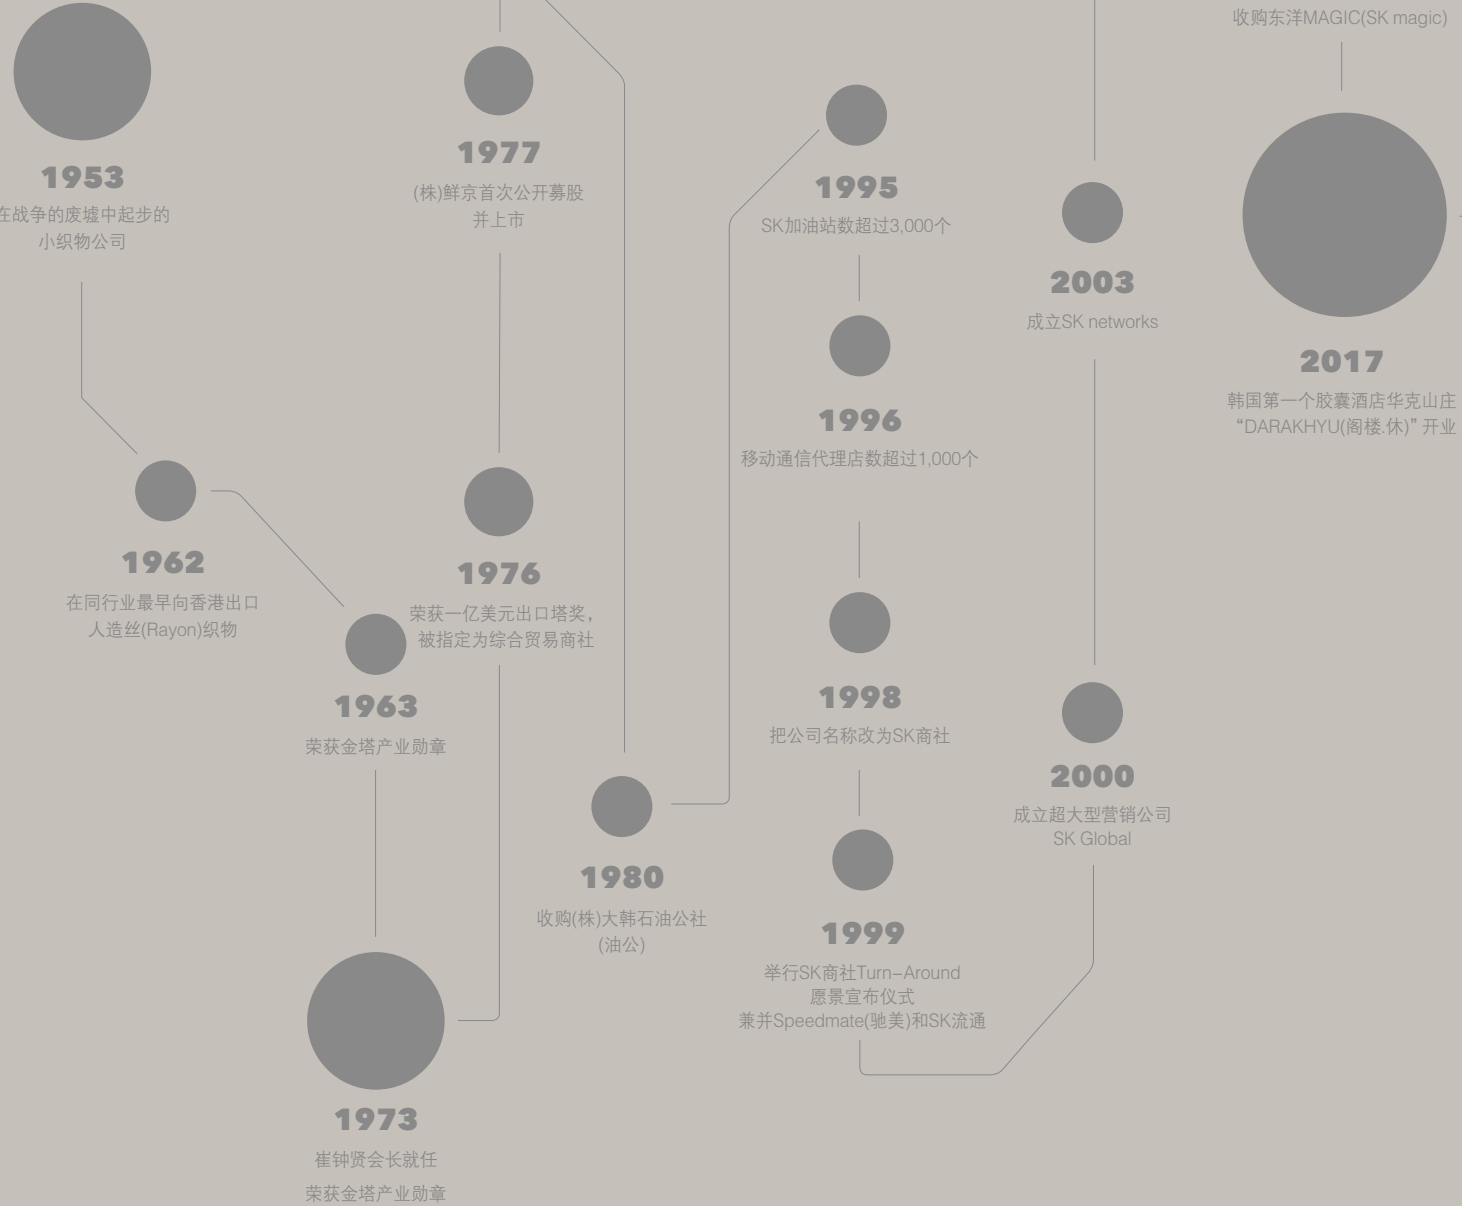 1953
在战争的废墟中起步的
小织物公司
1962
在同行业最早向香港出口
人造丝(Rayon)织物
1963
荣获金塔产业勋章
1973
崔钟贤会长就任
荣获金塔产业勋章
1977
(株)鲜京首次公开募股
并上市
1976
荣获一亿美元出口塔奖，
被指定为综合贸易商社
1980
收购(株)大韩石油公社
(油公)
1995
SK加油站数超过3,000个
1996
移动通信代理店数超过1,000个
1998
把公司名称改为SK商社
1999
举行SK商社Turn-Around
愿景宣布仪式
兼并Speedmate(驰美)和SK流通
2003
成立SK networks
2000
成立超大型营销公司
SK Global
收购东洋MAGIC(SK magic)
2017
韩国第一个胶囊酒店华克山庄
“DARAKHYU(阁楼.休)” 开业